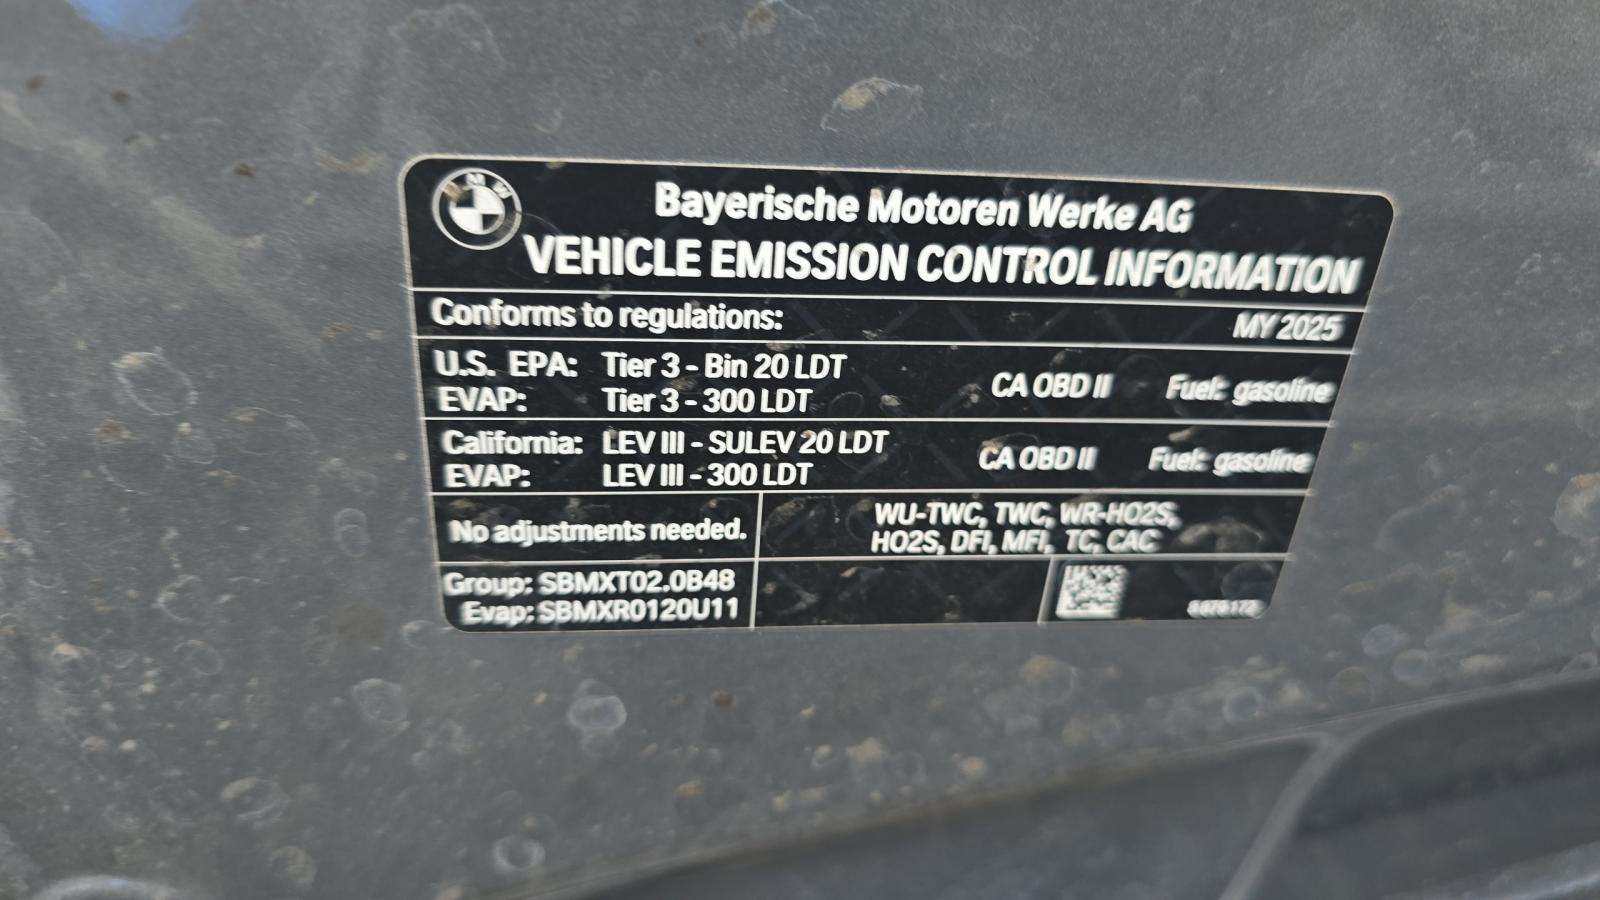 BMW
Bayerische Motoren Werke AG
VEHICLE EMISSION CONTROL INFORMATION
Conforms to regulations: MY 2025
U.S. EPA: Tier 3 - Bin 20 LDT
EVAP: Tier 3 - 300 LDT
CA OBD II Fuel: gasoline
California: LEV III - SULEV 20 LDT
EVAP: LEV III - 300 LDT
CA OBD II Fuel: gasoline
No adjustments needed.
WU-TWC, TWC, WR-HO2S,
HO2S, DFI, MFI, TC, CAC
Group: SBMXT02.0B48
Evap: SBMXR0120U11